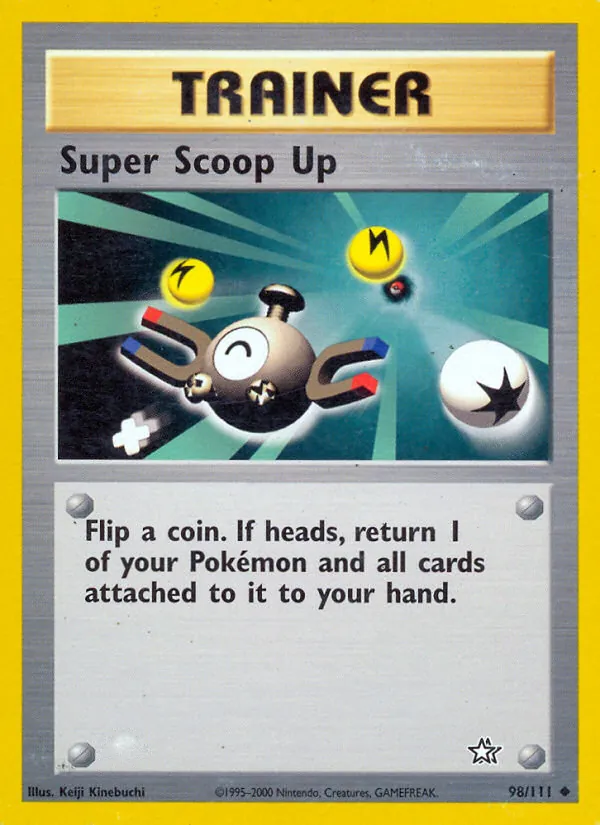 TRAINER
Super Scoop Up
Flip a coin. If heads, return 1
of your Pokémon and all cards
attached to it to your hand.
Illus. Keiji Kinebuchi
©1995–2000 Nintendo, Creatures, GAMEFREAK.
98/111